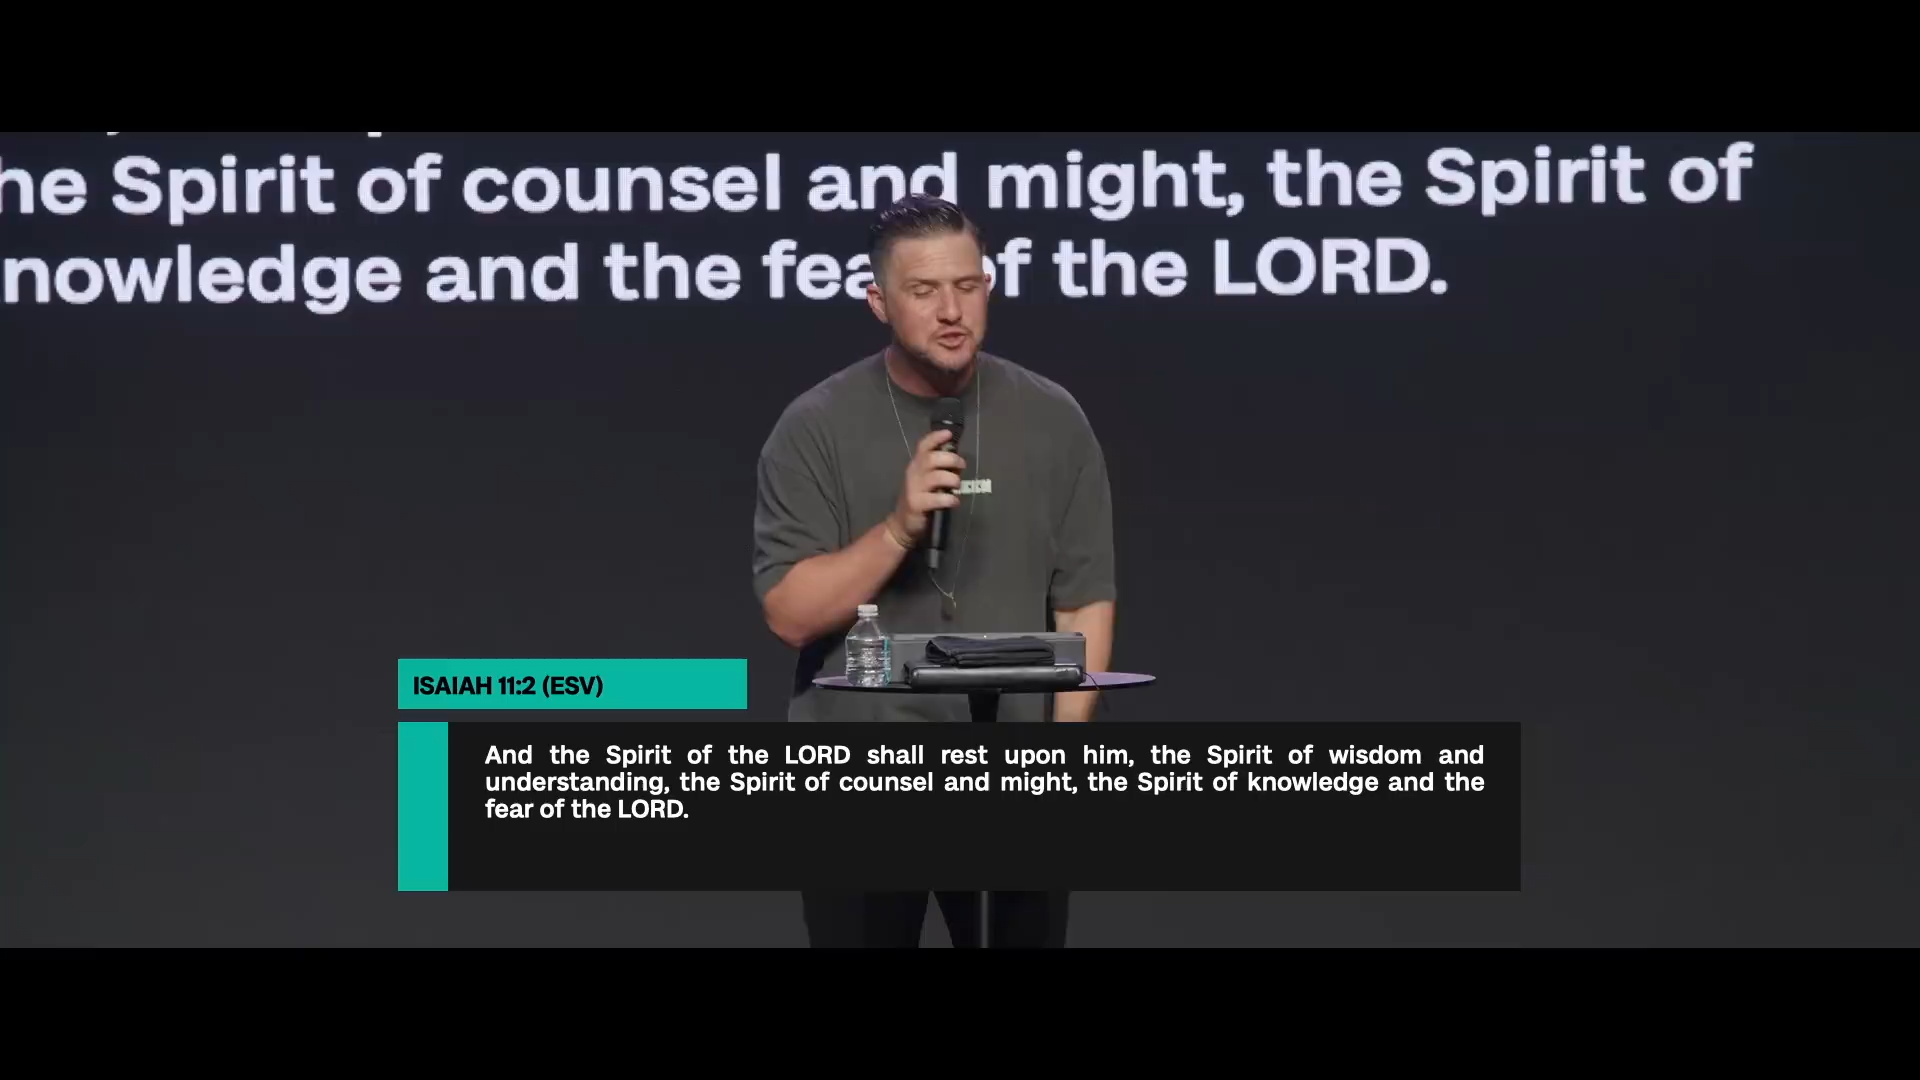 he Spirit of counsel and might, the Spirit of
nowledge and the fea of the LORD.
ISAIAH 11:2 (ESV)
And the Spirit of the LORD shall rest upon him, the Spirit of wisdom and
understanding, the Spirit of counsel and might, the Spirit of knowledge and the
fear of the LORD.